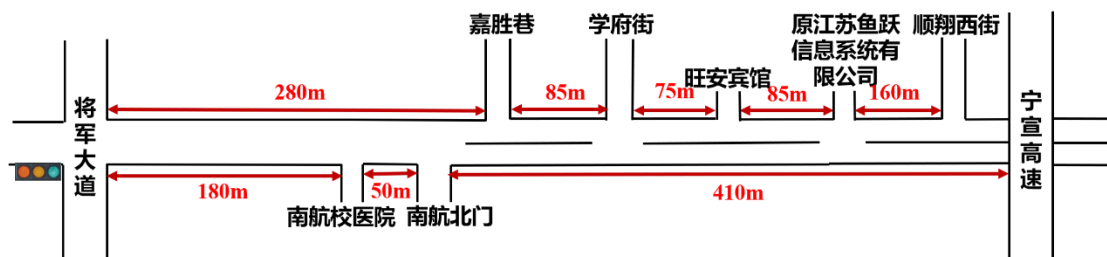 嘉胜巷
学府街
原江苏鱼跃
信息系统有
限公司
顺翔西街
旺安宾馆
将军大道
280m
85m
75m
85m
160m
宁宣高速
180m
50m
410m
南航校医院
南航北门